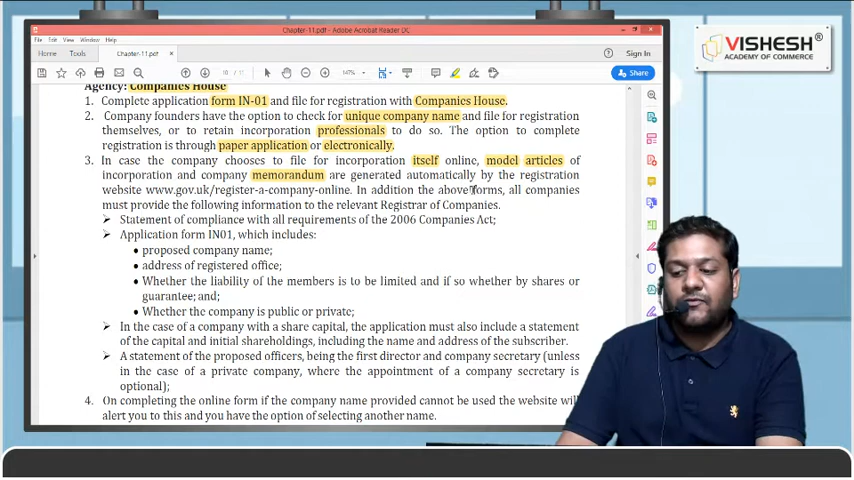 Chapter-11.pdf - Adobe Acrobat Reader DC
File Edit View Window Help
Home Tools Chapter-11.pdf × Sign In
10 / 11 147% Share
VISHESH®
ACADEMY OF COMMERCE
Agency: Companies House
1. Complete application form IN-01 and file for registration with Companies House.
2. Company founders have the option to check for unique company name and file for registration
themselves, or to retain incorporation professionals to do so. The option to complete
registration is through paper application or electronically.
3. In case the company chooses to file for incorporation itself online, model articles of
incorporation and company memorandum are generated automatically by the registration
website www.gov.uk/register-a-company-online. In addition the above forms, all companies
must provide the following information to the relevant Registrar of Companies.
➢ Statement of compliance with all requirements of the 2006 Companies Act;
➢ Application form IN01, which includes:
• proposed company name;
• address of registered office;
• Whether the liability of the members is to be limited and if so whether by shares or
guarantee; and;
• Whether the company is public or private;
➢ In the case of a company with a share capital, the application must also include a statement
of the capital and initial shareholdings, including the name and address of the subscriber.
➢ A statement of the proposed officers, being the first director and company secretary (unless
in the case of a private company, where the appointment of a company secretary is
optional);
4. On completing the online form if the company name provided cannot be used the website will
alert you to this and you have the option of selecting another name.